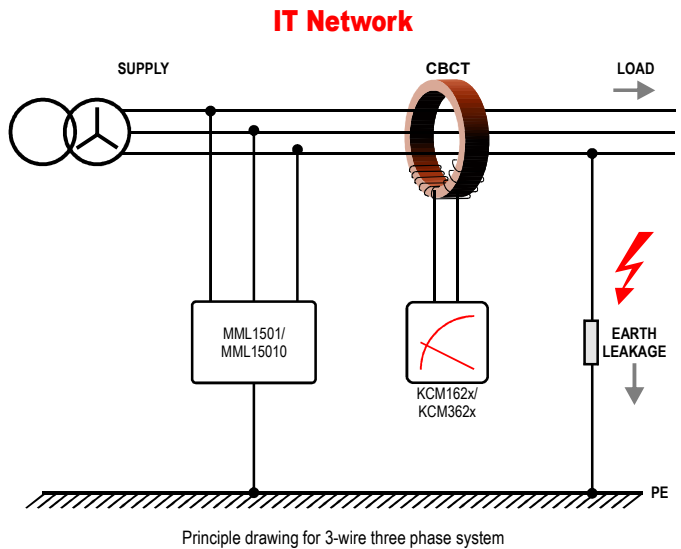 IT Network
SUPPLY
CBCT
LOAD
MML1501/
MML15010
KCM162x/
KCM362x
EARTH
LEAKAGE
PE
Principle drawing for 3-wire three phase system